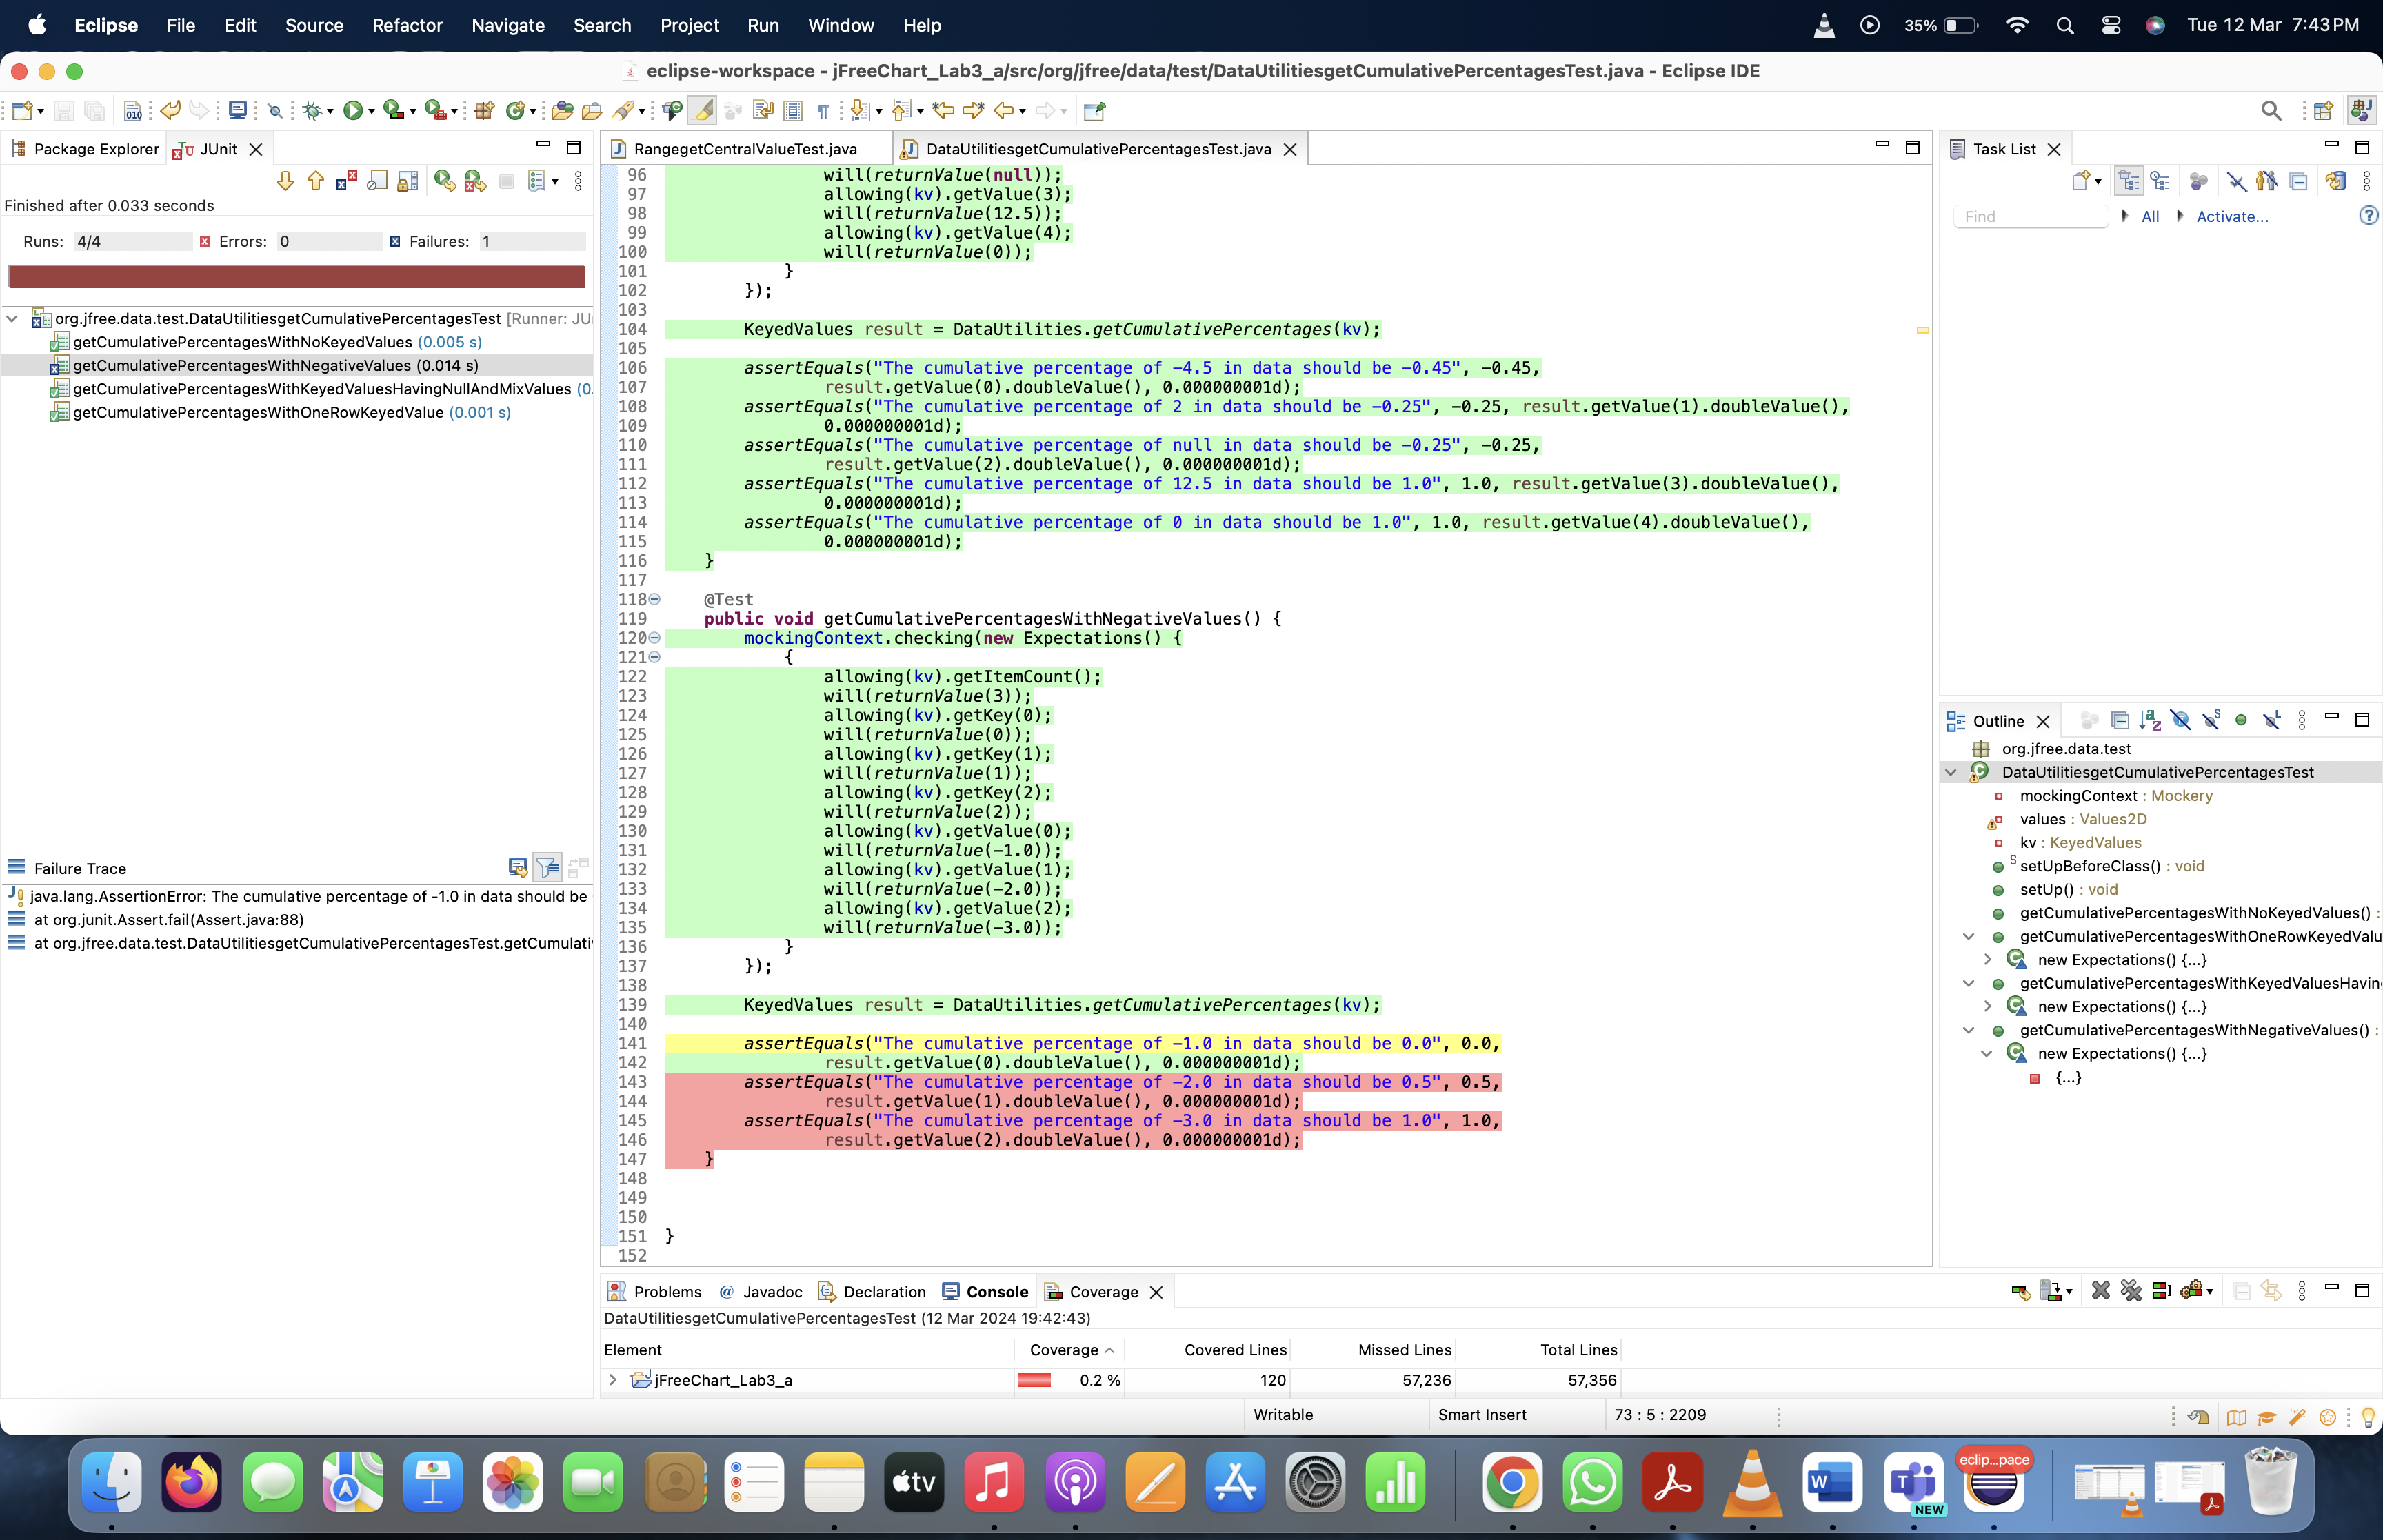 Eclipse File Edit Source Refactor Navigate Search Project Run Window Help
35% Tue 12 Mar 7:43 PM
eclipse-workspace - jFreeChart_Lab3_a/src/org/jfree/data/test/DataUtilitiesgetCumulativePercentagesTest.java - Eclipse IDE
Package Explorer JUnit
Finished after 0.033 seconds
Runs: 4/4 Errors: 0 Failures: 1
org.jfree.data.test.DataUtilitiesgetCumulativePercentagesTest [Runner: JU
getCumulativePercentagesWithNoKeyedValues (0.005 s)
getCumulativePercentagesWithNegativeValues (0.014 s)
getCumulativePercentagesWithKeyedValuesHavingNullAndMixValues (0.
getCumulativePercentagesWithOneRowKeyedValue (0.001 s)
Failure Trace
java.lang.AssertionError: The cumulative percentage of -1.0 in data should be
at org.junit.Assert.fail(Assert.java:88)
at org.jfree.data.test.DataUtilitiesgetCumulativePercentagesTest.getCumulati
RangegetCentralValueTest.java DataUtilitiesgetCumulativePercentagesTest.java
96 will(returnValue(null));
97 allowing(kv).getValue(3);
98 will(returnValue(12.5));
99 allowing(kv).getValue(4);
100 will(returnValue(0));
101 }
102 });
103
104 KeyedValues result = DataUtilities.getCumulativePercentages(kv);
105
106 assertEquals("The cumulative percentage of -4.5 in data should be -0.45", -0.45,
107 result.getValue(0).doubleValue(), 0.000000001d);
108 assertEquals("The cumulative percentage of 2 in data should be -0.25", -0.25, result.getValue(1).doubleValue(),
109 0.000000001d);
110 assertEquals("The cumulative percentage of null in data should be -0.25", -0.25,
111 result.getValue(2).doubleValue(), 0.000000001d);
112 assertEquals("The cumulative percentage of 12.5 in data should be 1.0", 1.0, result.getValue(3).doubleValue(),
113 0.000000001d);
114 assertEquals("The cumulative percentage of 0 in data should be 1.0", 1.0, result.getValue(4).doubleValue(),
115 0.000000001d);
116 }
117
118 @Test
119 public void getCumulativePercentagesWithNegativeValues() {
120 mockingContext.checking(new Expectations() {
121 {
122 allowing(kv).getItemCount();
123 will(returnValue(3));
124 allowing(kv).getKey(0);
125 will(returnValue(0));
126 allowing(kv).getKey(1);
127 will(returnValue(1));
128 allowing(kv).getKey(2);
129 will(returnValue(2));
130 allowing(kv).getValue(0);
131 will(returnValue(-1.0));
132 allowing(kv).getValue(1);
133 will(returnValue(-2.0));
134 allowing(kv).getValue(2);
135 will(returnValue(-3.0));
136 }
137 });
138
139 KeyedValues result = DataUtilities.getCumulativePercentages(kv);
140
141 assertEquals("The cumulative percentage of -1.0 in data should be 0.0", 0.0,
142 result.getValue(0).doubleValue(), 0.000000001d);
143 assertEquals("The cumulative percentage of -2.0 in data should be 0.5", 0.5,
144 result.getValue(1).doubleValue(), 0.000000001d);
145 assertEquals("The cumulative percentage of -3.0 in data should be 1.0", 1.0,
146 result.getValue(2).doubleValue(), 0.000000001d);
147 }
148
149
150
151 }
152
Task List
Find All Activate...
Outline
org.jfree.data.test
DataUtilitiesgetCumulativePercentagesTest
mockingContext : Mockery
values : Values2D
kv : KeyedValues
setUpBeforeClass() : void
setUp() : void
getCumulativePercentagesWithNoKeyedValues() :
getCumulativePercentagesWithOneRowKeyedValu
new Expectations() {...}
getCumulativePercentagesWithKeyedValuesHavin
new Expectations() {...}
getCumulativePercentagesWithNegativeValues() :
new Expectations() {...}
{...}
Problems Javadoc Declaration Console Coverage
DataUtilitiesgetCumulativePercentagesTest (12 Mar 2024 19:42:43)
Element Coverage Covered Lines Missed Lines Total Lines
jFreeChart_Lab3_a 0.2 % 120 57,236 57,356
Writable Smart Insert 73 : 5 : 2209
tv
NEW
eclip...pace